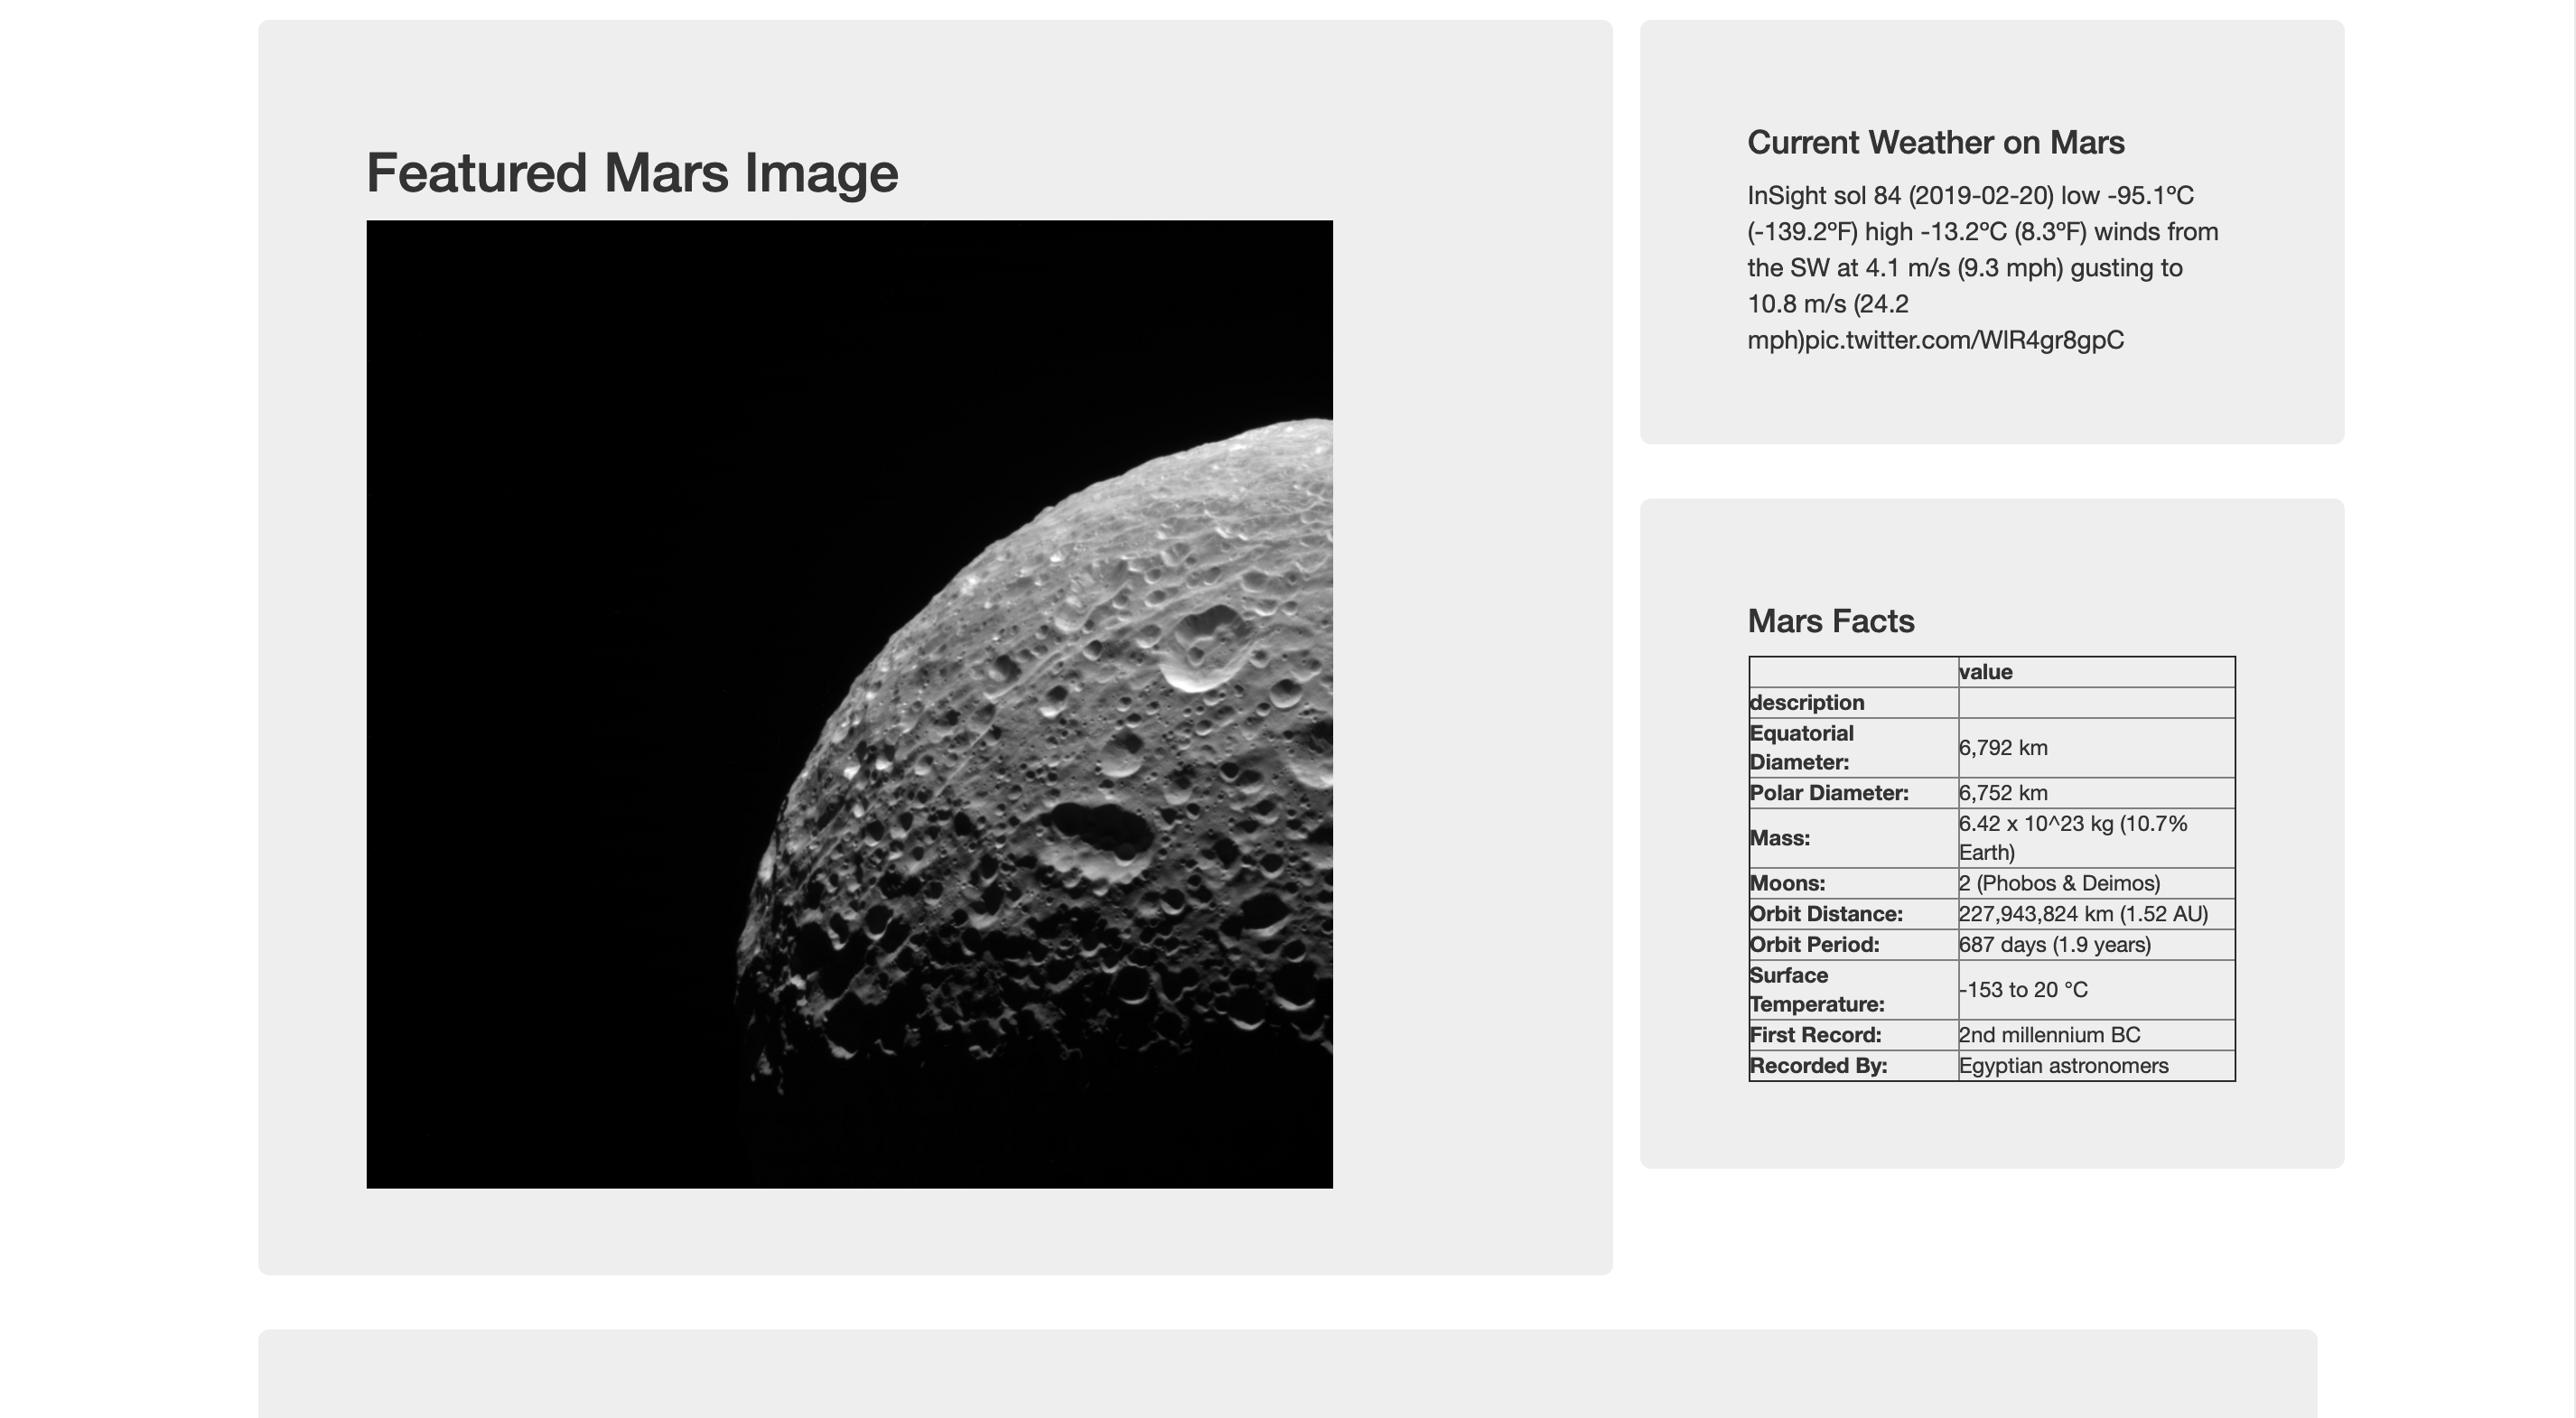 Featured Mars Image
Current Weather on Mars
InSight sol 84 (2019-02-20) low -95.1ºC
(-139.2ºF) high -13.2ºC (8.3ºF) winds from
the SW at 4.1 m/s (9.3 mph) gusting to
10.8 m/s (24.2
mph)pic.twitter.com/WlR4gr8gpC
Mars Facts
value
description
Equatorial
Diameter:
6,792 km
Polar Diameter:
6,752 km
Mass:
6.42 x 10^23 kg (10.7%
Earth)
Moons:
2 (Phobos & Deimos)
Orbit Distance:
227,943,824 km (1.52 AU)
Orbit Period:
687 days (1.9 years)
Surface
Temperature:
-153 to 20 °C
First Record:
2nd millennium BC
Recorded By:
Egyptian astronomers